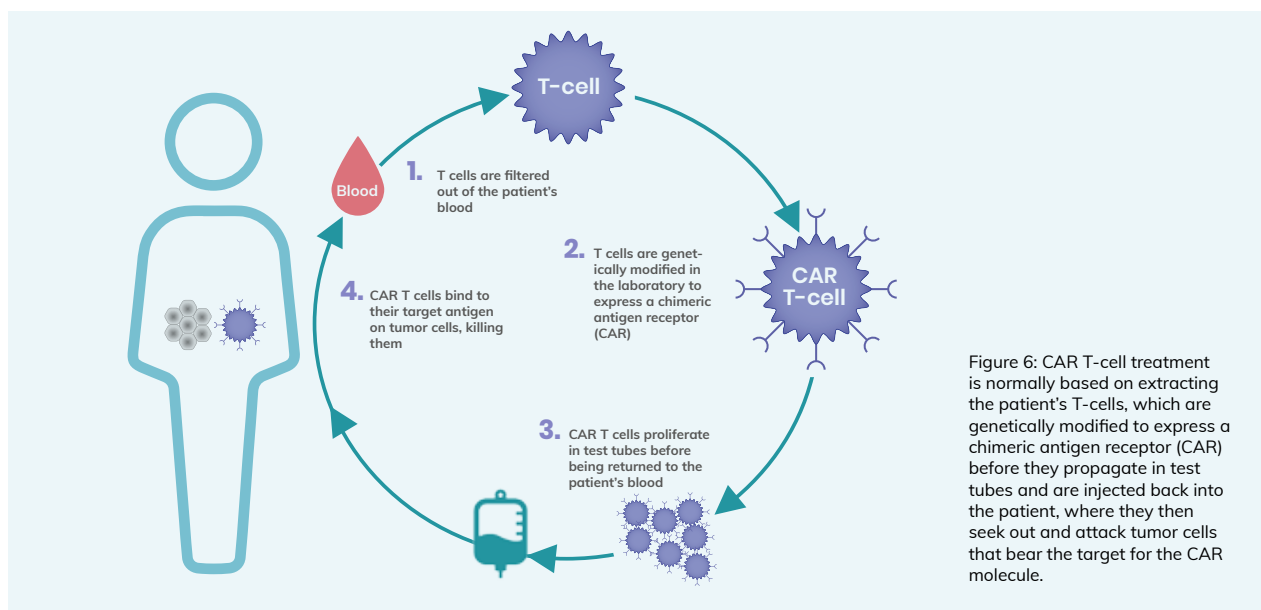 T-cell
Blood
1.
T cells are filtered
out of the patient's
blood
2.
T cells are genet-
ically modified in
the laboratory to
express a chimeric
antigen receptor
(CAR)
CAR
T-cell
4.
CAR T cells bind to
their target antigen
on tumor cells, killing
them
3.
CAR T cells proliferate
in test tubes before
being returned to the
patient's blood
Figure 6: CAR T-cell treatment
is normally based on extracting
the patient's T-cells, which are
genetically modified to express a
chimeric antigen receptor (CAR)
before they propagate in test
tubes and are injected back into
the patient, where they then
seek out and attack tumor cells
that bear the target for the CAR
molecule.